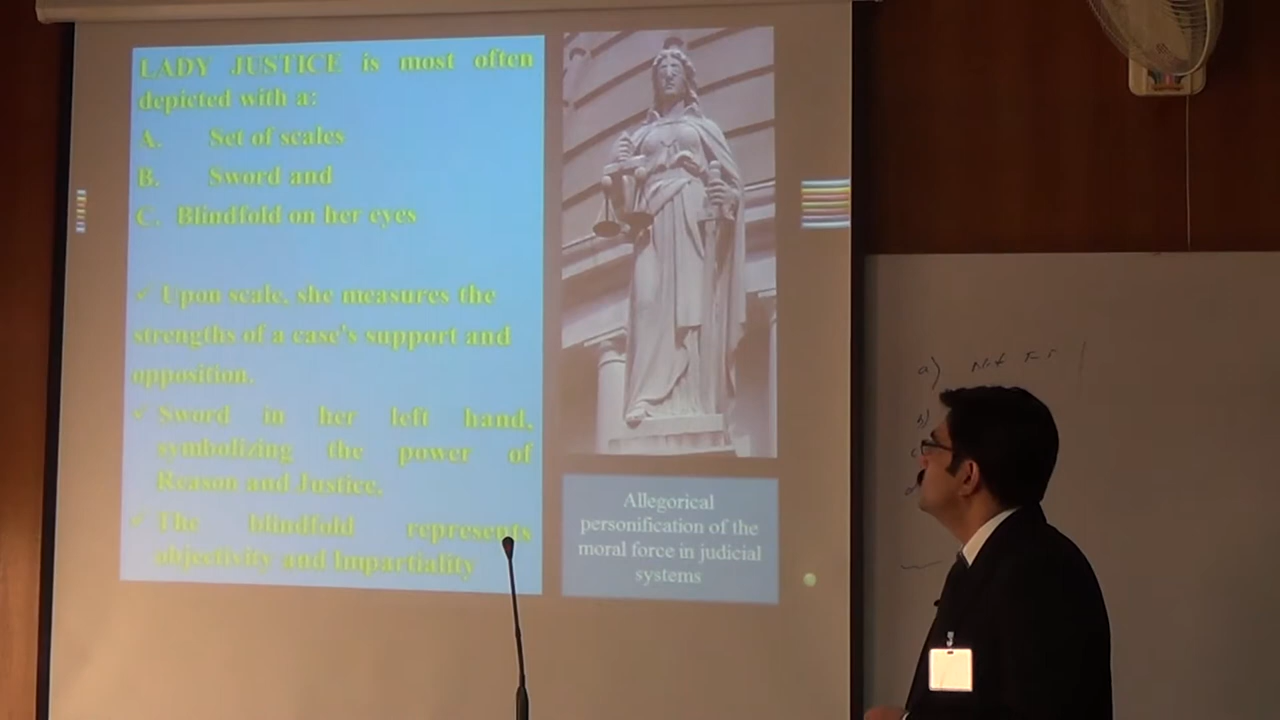 LADY JUSTICE is most often
depicted with a:
A. Set of scales
B. Sword and
C. Blindfold on her eyes
✓ Upon scale, she measures the
strengths of a case's support and
opposition.
✓ Sword in her left hand,
symbolizing the power of
Reason and Justice.
✓ The blindfold represents
objectivity and Impartiality
Allegorical
personification of the
moral force in judicial
systems
a)
b)